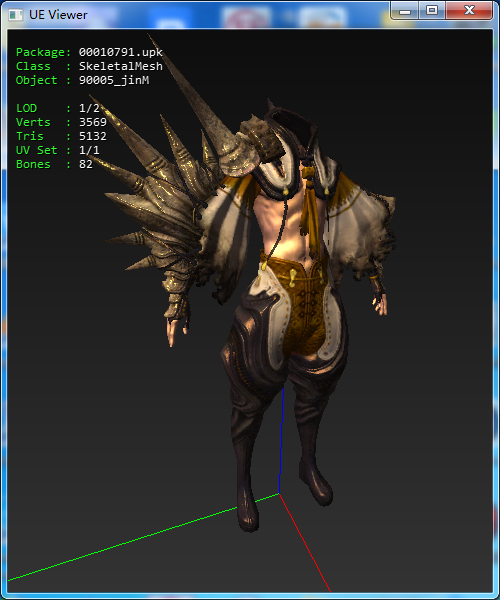 UE Viewer
Package: 00010791.upk
Class : SkeletalMesh
Object : 90005_jinM
LOD : 1/2
Verts : 3569
Tris : 5132
UV Set : 1/1
Bones : 82